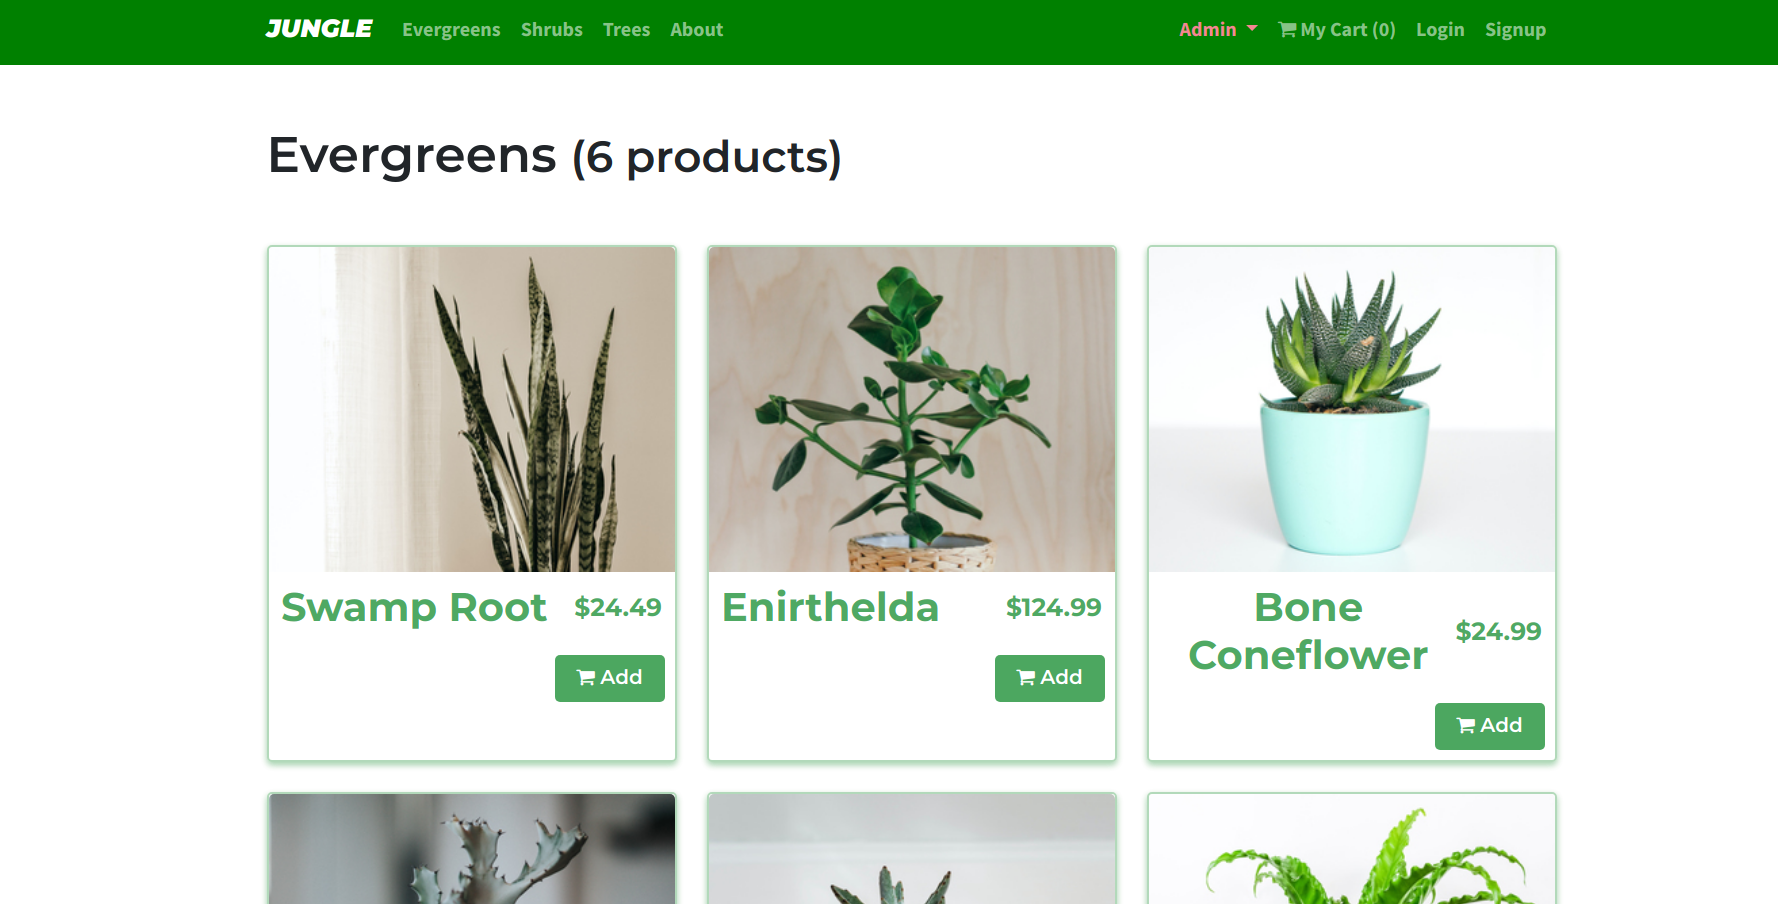 JUNGLE Evergreens Shrubs Trees About Admin My Cart (0) Login Signup
Evergreens (6 products)
Swamp Root $24.49
Add
Enirthelda $124.99
Add
Bone
Coneflower
$24.99
Add